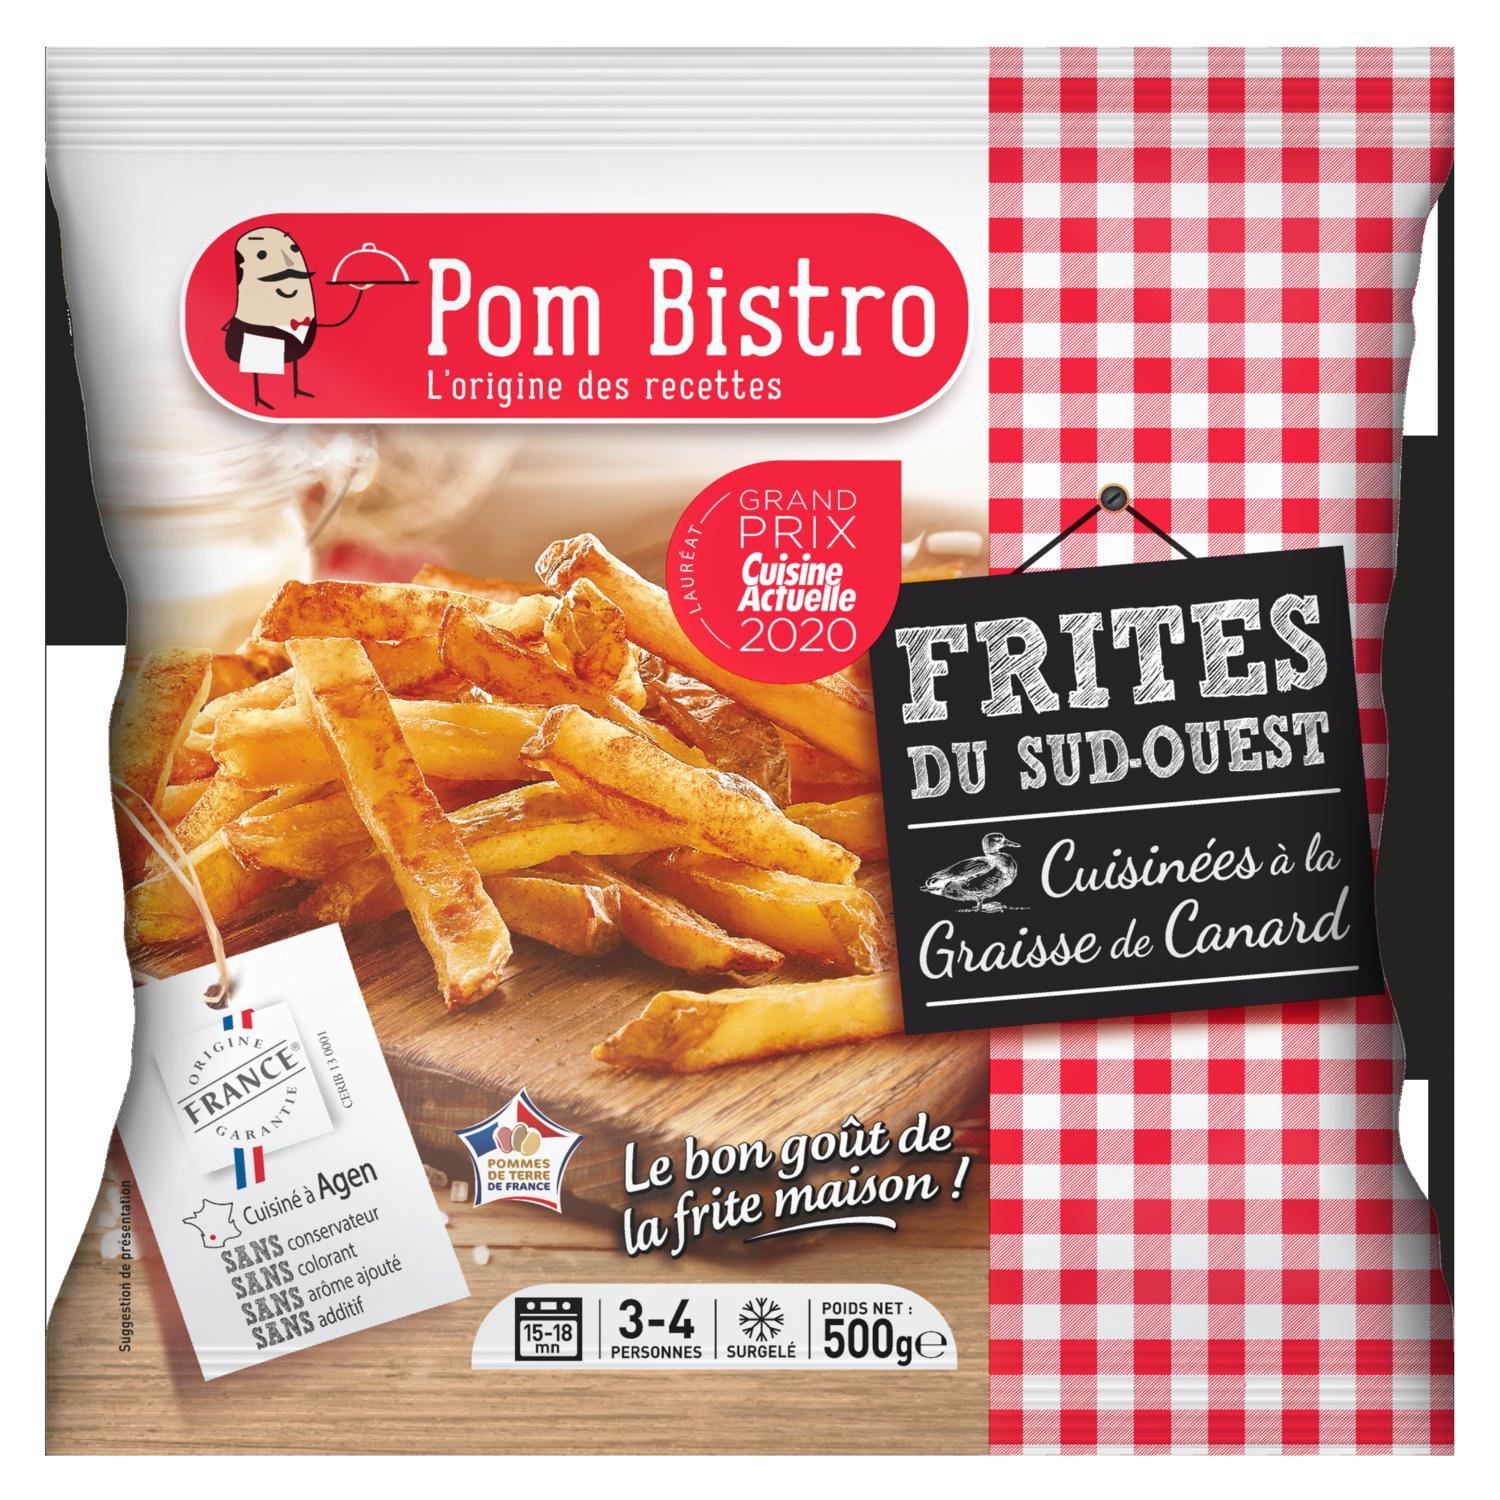 Pom Bistro
L'origine des recettes
LAURÉAT
GRAND
PRIX
Cuisine
Actuelle
2020
FRITES
DU SUD-OUEST
Cuisinées à la
Graisse de Canard
ORIGINE
FRANCE®
GARANTIE
CERIB 13 0001
Cuisiné à Agen
SANS conservateur
SANS colorant
SANS arôme ajouté
SANS additif
POMMES
DE TERRE
DE FRANCE
Le bon goût de
la frite maison !
Suggestion de présentation
15-18
mn
3-4
PERSONNES
SURGELÉ
POIDS NET :
500g℮